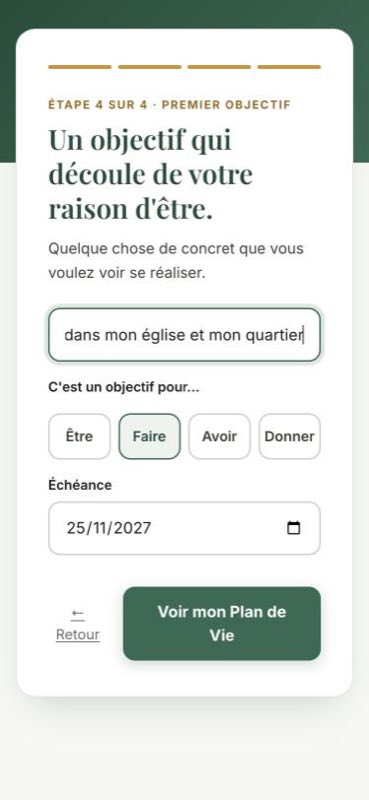 ÉTAPE 4 SUR 4 · PREMIER OBJECTIF
Un objectif qui
découle de votre
raison d'être.
Quelque chose de concret que vous
voulez voir se réaliser.
dans mon église et mon quartier
C'est un objectif pour...
Être
Faire
Avoir
Donner
Échéance
25/11/2027
←
Retour
Voir mon Plan de
Vie